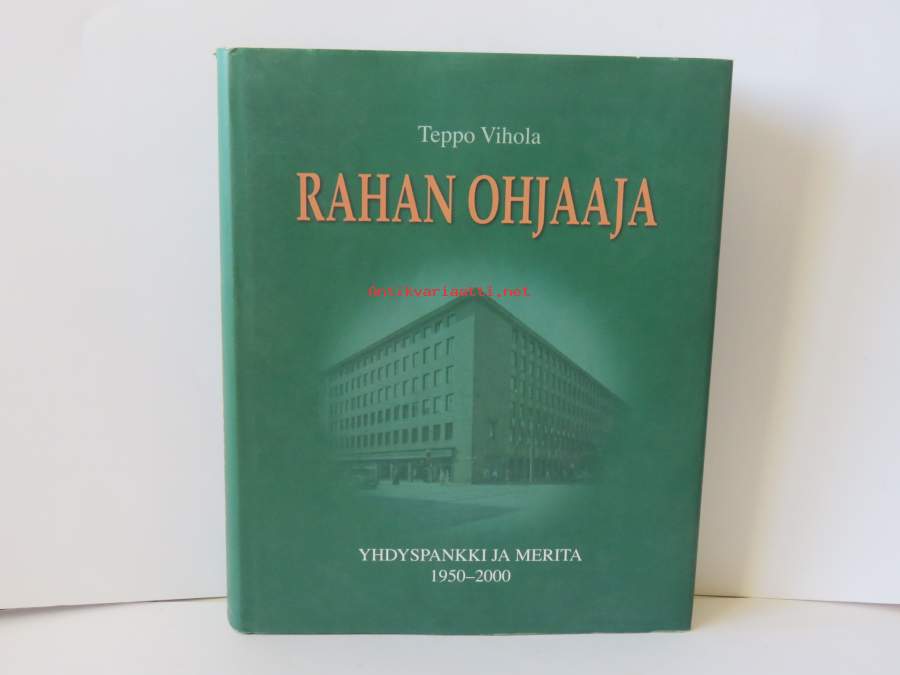 Teppo Vihola
RAHAN OHJAAJA
antikvariaatti.net
YHDYSPANKKI JA MERITA
1950–2000